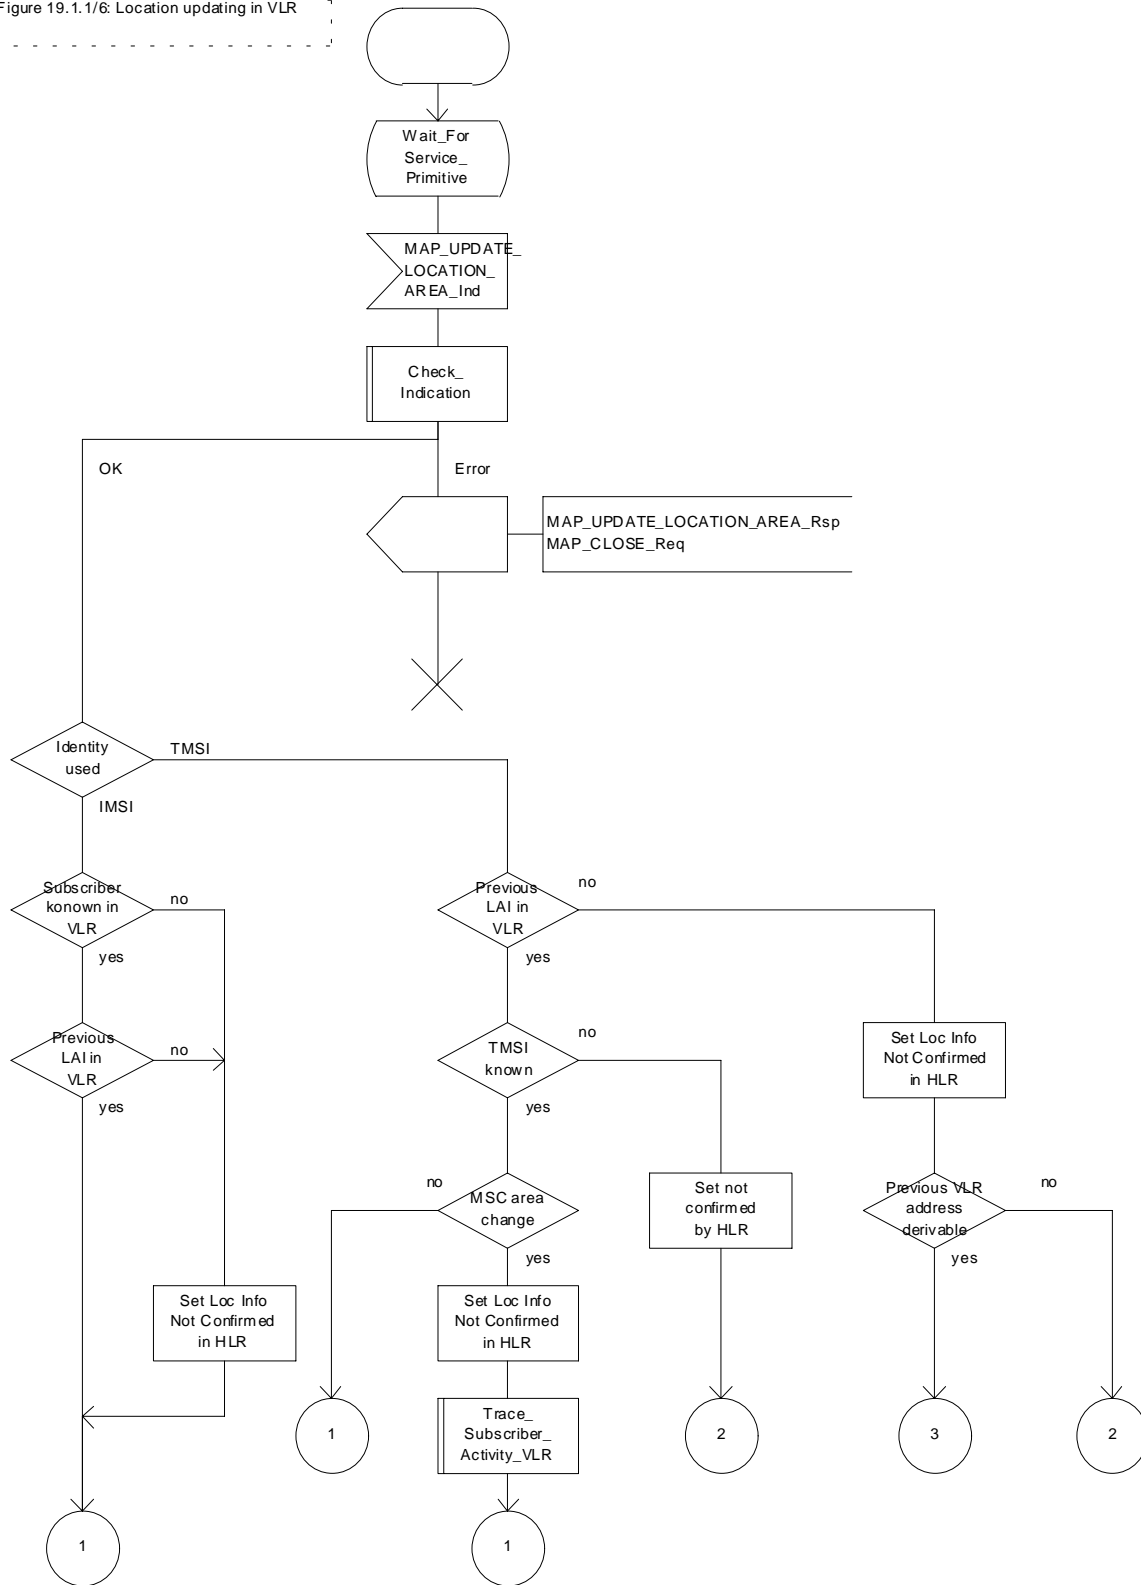 Figure 19.1.1/6: Location updating in VLR
Wait_For
Service_
Primitive
MAP_UPDATE_
LOCATION_
AREA_Ind
Check_
Indication
OK
Error
MAP_UPDATE_LOCATION_AREA_Rsp
MAP_CLOSE_Req
Identity
used
TMSI
IMSI
Subscriber
konown in
VLR
no
yes
Previous
LAI in
VLR
no
yes
Previous
LAI in
VLR
no
yes
TMSI
known
no
yes
Set Loc Info
Not Confirmed
in HLR
MSC area
change
no
yes
Set not
confirmed
by HLR
Previous VLR
address
derivable
no
yes
Set Loc Info
Not Confirmed
in HLR
Set Loc Info
Not Confirmed
in HLR
1
Trace_
Subscriber_
Activity_VLR
2
3
2
1
1